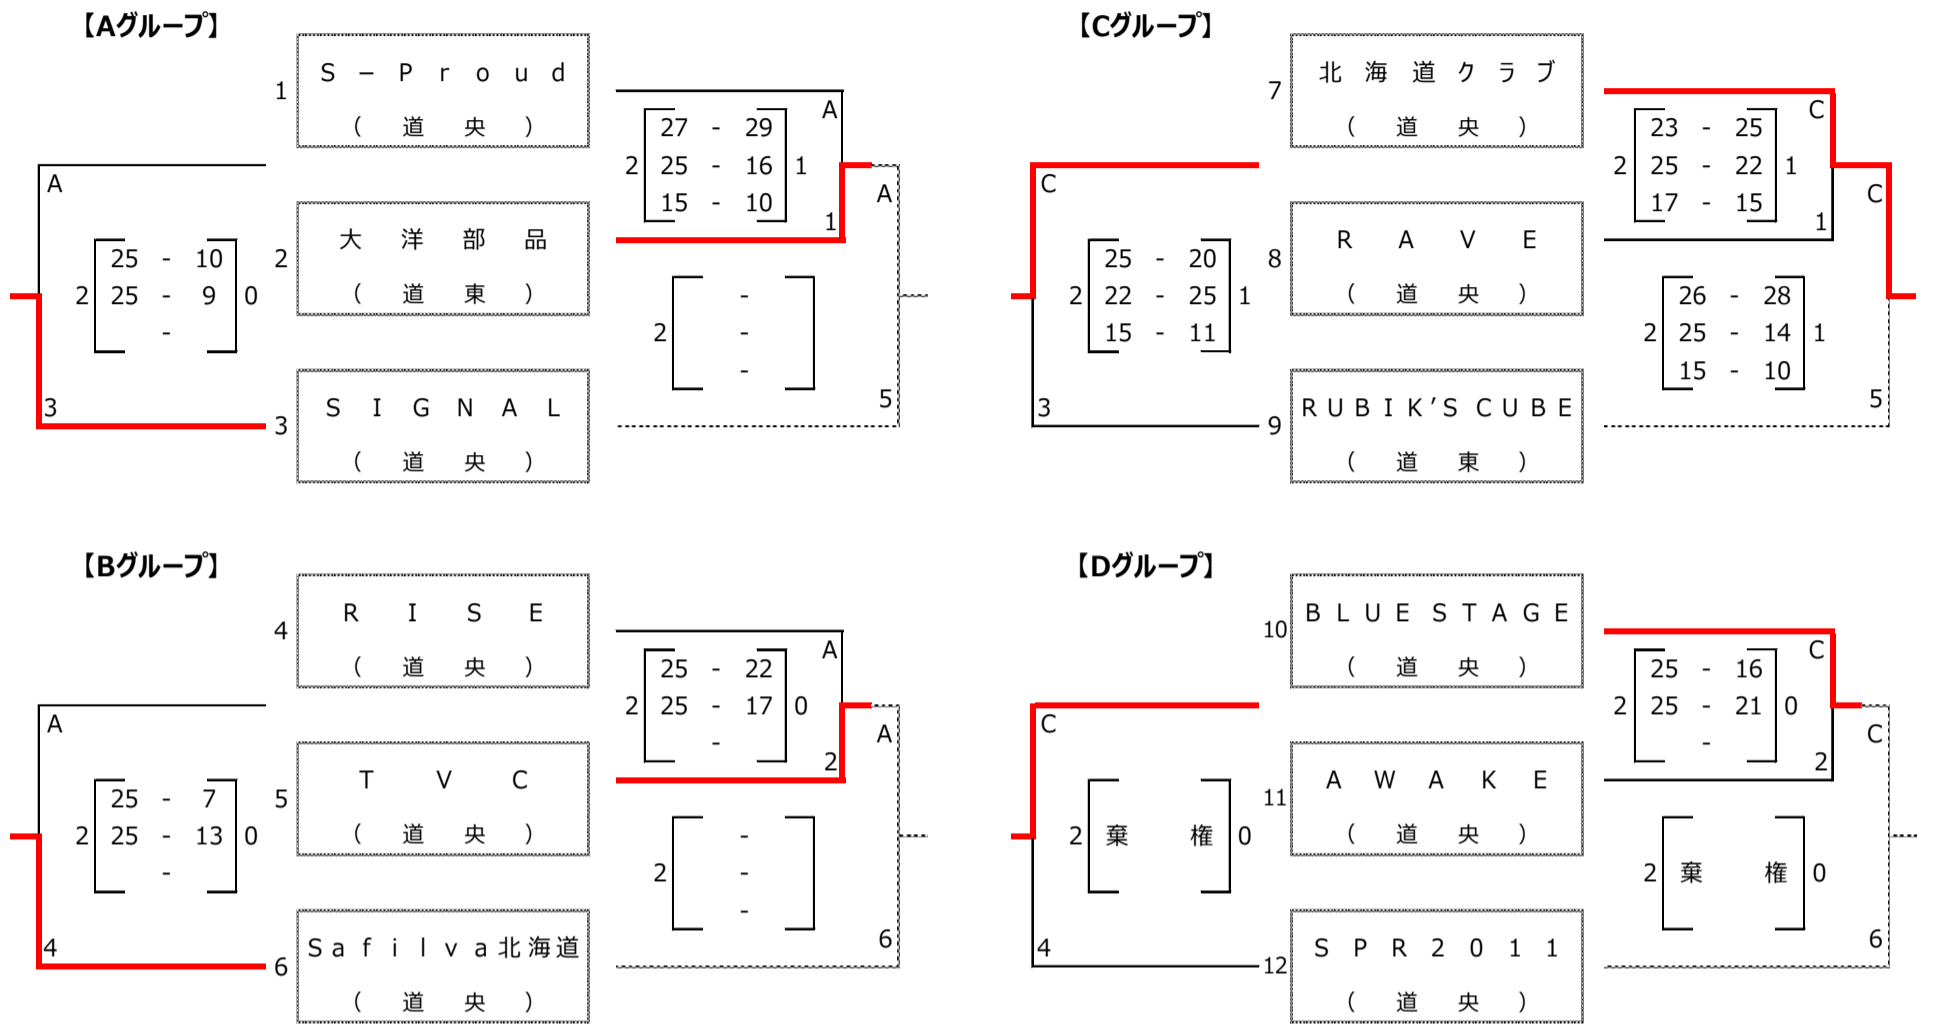 【Aグループ】
1
S－Proud
（道央）
A
27 - 29
2 25 - 16 1
15 - 10
1
A
25 - 10
2 25 - 9 0
-
3
2
大洋部品
（道東）
A
-
2 -
-
5
3
SIGNAL
（道央）
【Bグループ】
4
RISE
（道央）
A
25 - 22
2 25 - 17 0
-
2
A
25 - 7
2 25 - 13 0
-
4
5
TVC
（道央）
A
-
2 -
-
6
6
Safilva北海道
（道央）
【Cグループ】
7
北海道クラブ
（道央）
C
23 - 25
2 25 - 22 1
17 - 15
1
C
25 - 20
2 22 - 25 1
15 - 11
3
8
RAVE
（道央）
C
26 - 28
2 25 - 14 1
15 - 10
5
9
RUBIK’SCUBE
（道東）
【Dグループ】
10
BLUESTAGE
（道央）
C
25 - 16
2 25 - 21 0
-
2
C
2 棄権 0
4
11
AWAKE
（道央）
C
2 棄権 0
6
12
SPR2011
（道央）